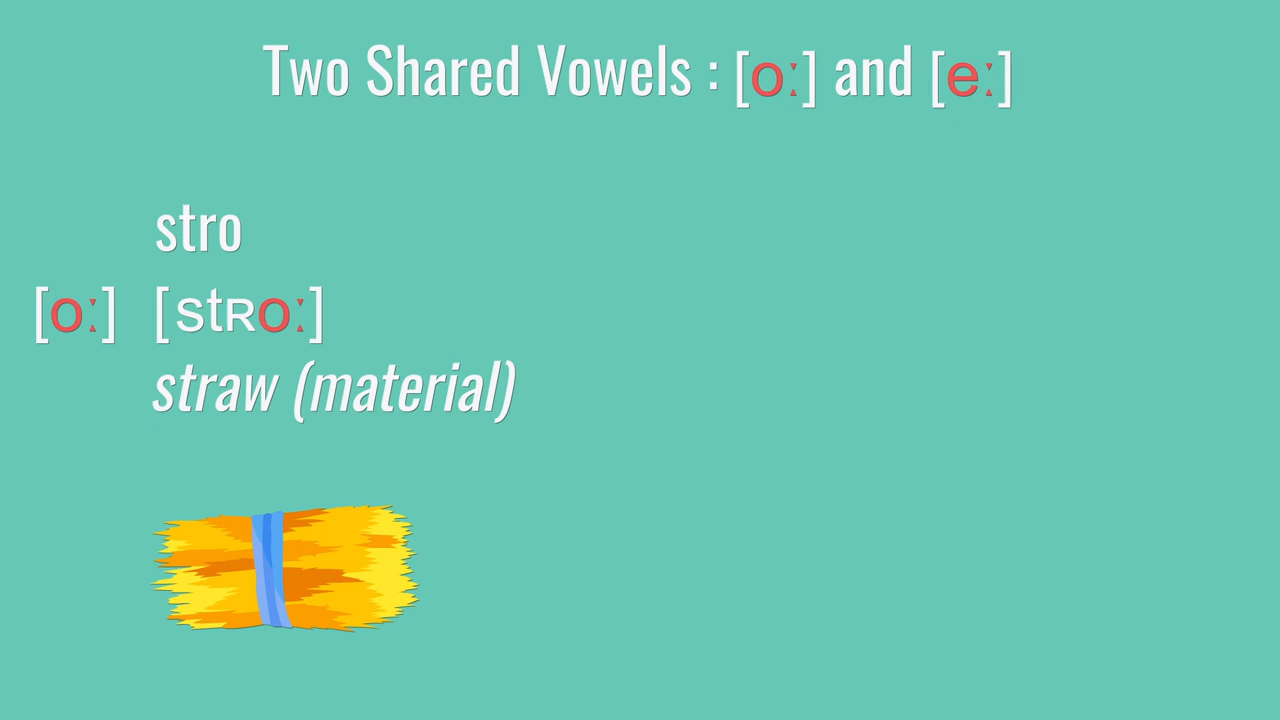 Two Shared Vowels : [oː] and [eː]
stro
[oː] [stʀoː]
straw (material)